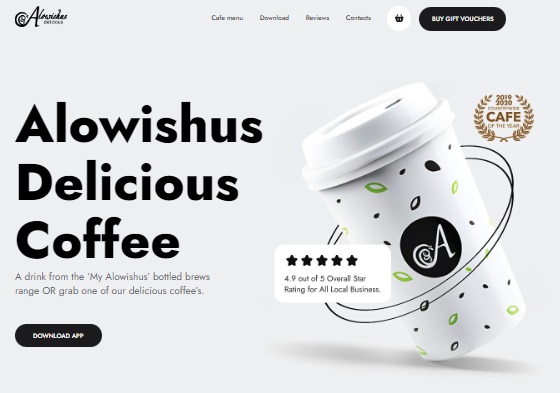 Alowishus
delicious
Cafe menu
Download
Reviews
Contacts
BUY GIFT VOUCHERS
Alowishus
Delicious
Coffee
A drink from the 'My Alowishus' bottled brews
range OR grab one of our delicious coffee's.
DOWNLOAD APP
2019
2020
COUNTRYWIDE
CAFE
OF THE YEAR
A
4.9 out of 5 Overall Star
Rating for All Local Business.